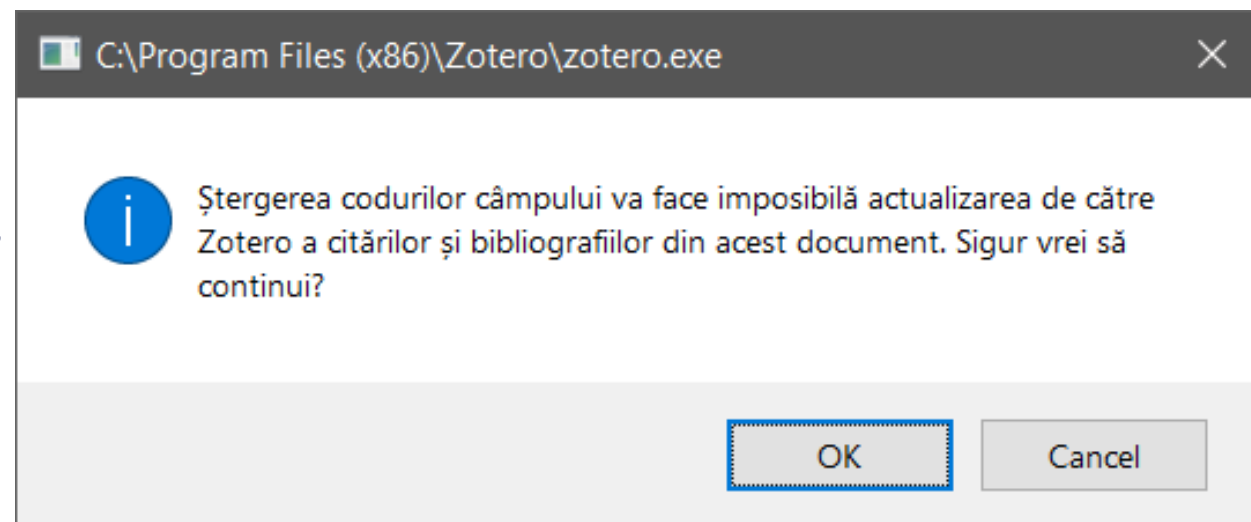 C:\Program Files (x86)\Zotero\zotero.exe
Ștergerea codurilor câmpului va face imposibilă actualizarea de către
Zotero a citărilor și bibliografiilor din acest document. Sigur vrei să
continui?
OK
Cancel